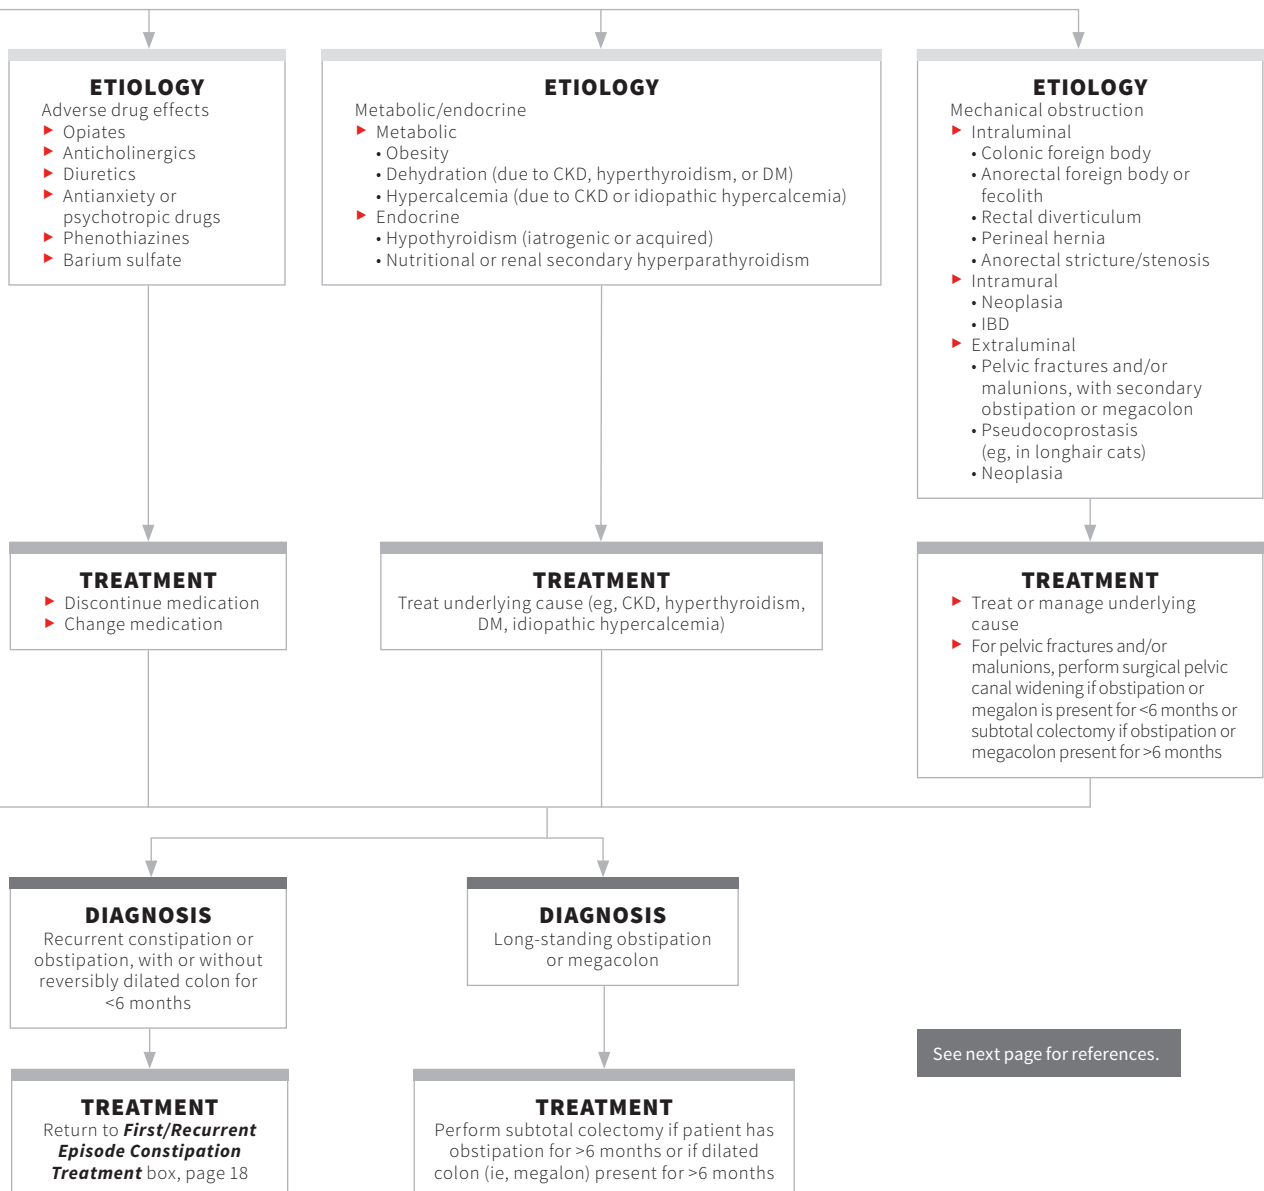 ETIOLOGY
Adverse drug effects
► Opiates
► Anticholinergics
► Diuretics
► Antianxiety or
psychotropic drugs
► Phenothiazines
► Barium sulfate
ETIOLOGY
Metabolic/endocrine
► Metabolic
• Obesity
• Dehydration (due to CKD, hyperthyroidism, or DM)
• Hypercalcemia (due to CKD or idiopathic hypercalcemia)
► Endocrine
• Hypothyroidism (iatrogenic or acquired)
• Nutritional or renal secondary hyperparathyroidism
ETIOLOGY
Mechanical obstruction
► Intraluminal
• Colonic foreign body
• Anorectal foreign body or
fecolith
• Rectal diverticulum
• Perineal hernia
• Anorectal stricture/stenosis
► Intramural
• Neoplasia
• IBD
► Extraluminal
• Pelvic fractures and/or
malunions, with secondary
obstipation or megacolon
• Pseudocoprostasis
(eg, in longhair cats)
• Neoplasia
TREATMENT
► Discontinue medication
► Change medication
TREATMENT
Treat underlying cause (eg, CKD, hyperthyroidism,
DM, idiopathic hypercalcemia)
TREATMENT
► Treat or manage underlying
cause
► For pelvic fractures and/or
malunions, perform surgical pelvic
canal widening if obstipation or
megalon is present for <6 months or
subtotal colectomy if obstipation or
megacolon present for >6 months
DIAGNOSIS
Recurrent constipation or
obstipation, with or without
reversibly dilated colon for
<6 months
DIAGNOSIS
Long-standing obstipation
or megacolon
TREATMENT
Return to First/Recurrent
Episode Constipation
Treatment box, page 18
TREATMENT
Perform subtotal colectomy if patient has
obstipation for >6 months or if dilated
colon (ie, megalon) present for >6 months
See next page for references.